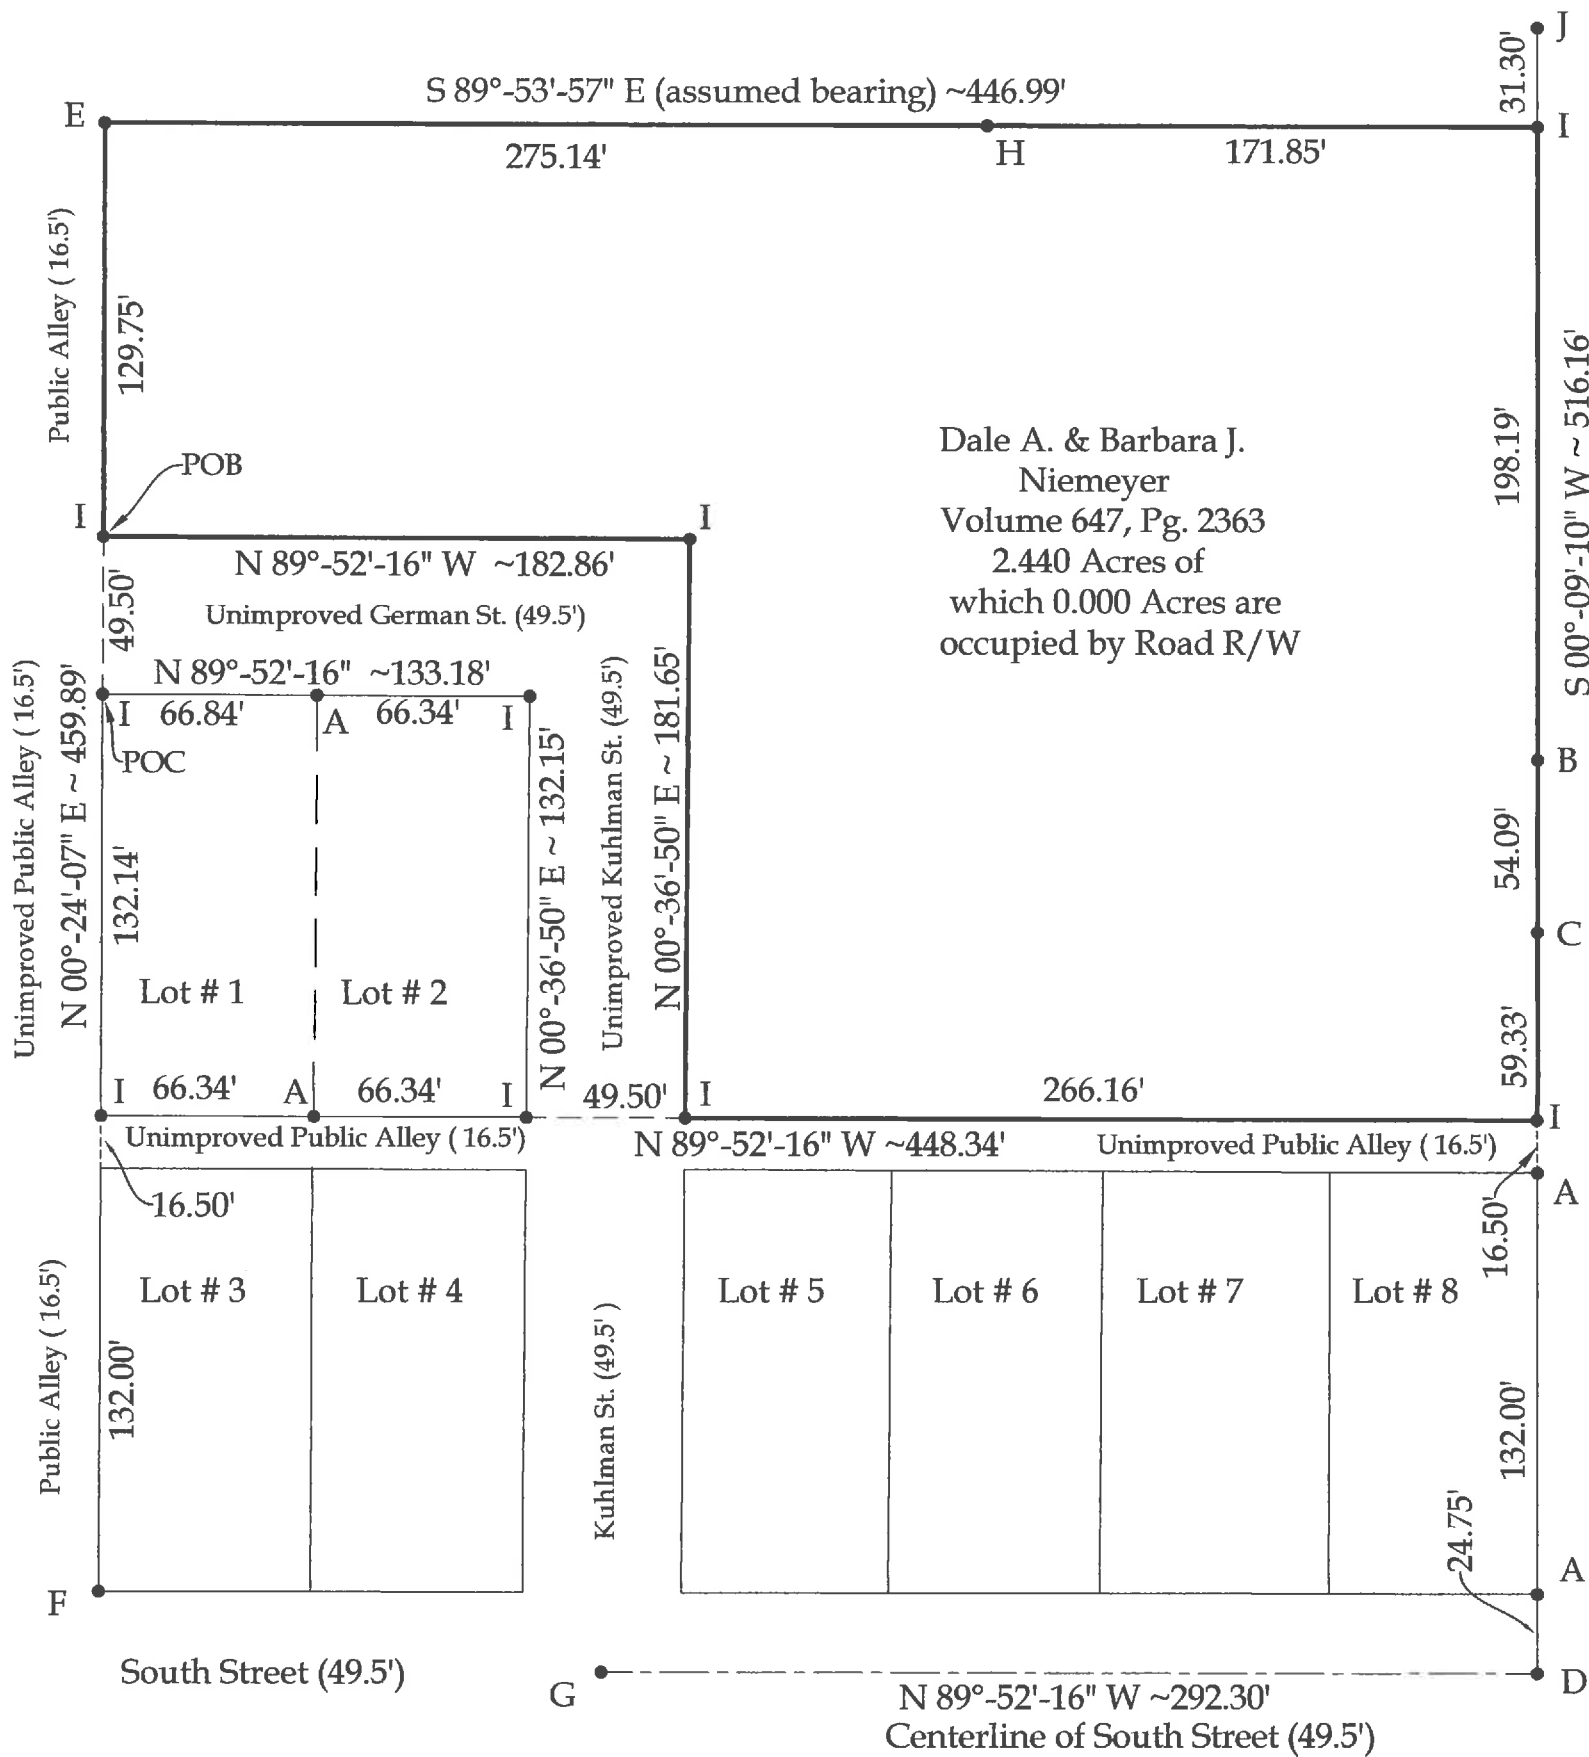 J
31.30'
S 89°-53'-57" E (assumed bearing) ~446.99'
E
I
275.14'
H
171.85'
Public Alley ( 16.5')
129.75'
POB
I
I
N 89°-52'-16" W ~182.86'
Unimproved German St. (49.5')
49.50'
Dale A. & Barbara J.
Niemeyer
Volume 647, Pg. 2363
2.440 Acres of
which 0.000 Acres are
occupied by Road R/W
198.19'
S 00°-09'-10" W ~ 516.16'
N 89°-52'-16" ~133.18'
I
66.84'
A
66.34'
I
POC
Unimproved Public Alley ( 16.5')
N 00°-24'-07" E ~ 459.89'
132.14'
N 00°-36'-50" E ~ 132.15'
Unimproved Kuhlman St. (49.5')
N 00°-36'-50" E ~ 181.65'
B
54.09'
C
59.33'
Lot # 1
Lot # 2
I
66.34'
A
66.34'
I
49.50'
I
266.16'
I
Unimproved Public Alley ( 16.5')
N 89°-52'-16" W ~448.34'
Unimproved Public Alley ( 16.5')
16.50'
16.50'
A
Lot # 3
Lot # 4
Lot # 5
Lot # 6
Lot # 7
Lot # 8
Public Alley ( 16.5')
132.00'
Kuhlman St. (49.5' )
132.00'
24.75'
A
F
South Street (49.5')
G
D
N 89°-52'-16" W ~292.30'
Centerline of South Street (49.5')